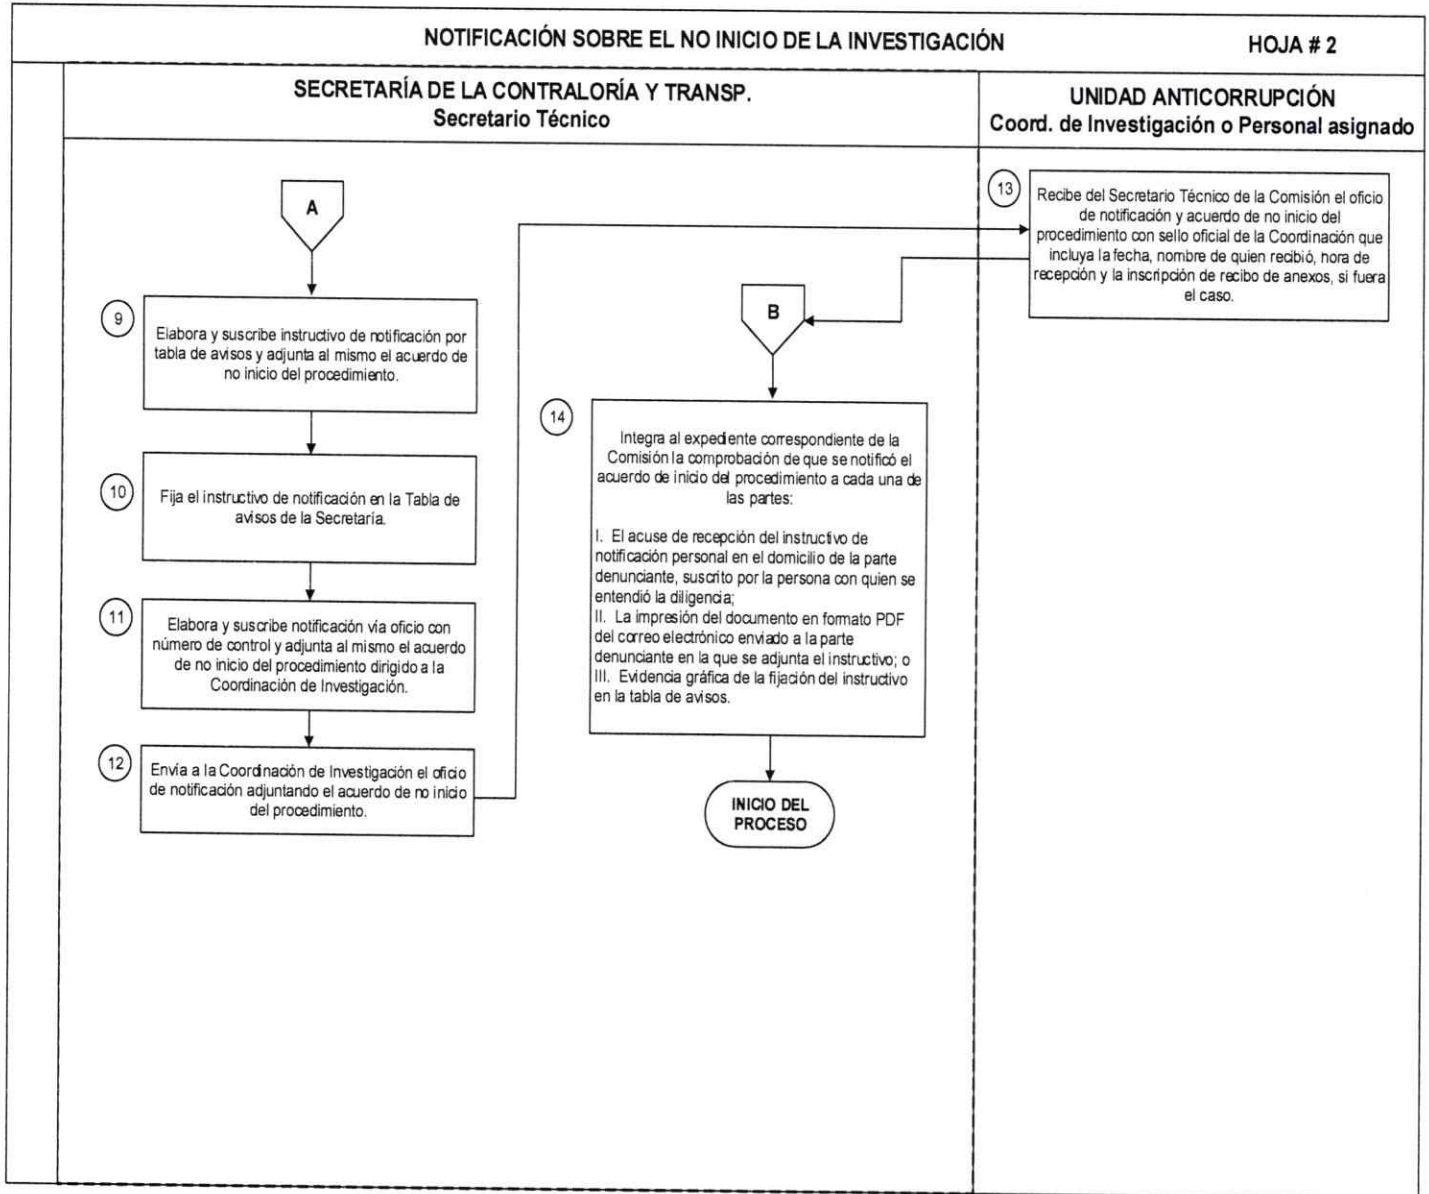 NOTIFICACIÓN SOBRE EL NO INICIO DE LA INVESTIGACIÓN
HOJA # 2
SECRETARÍA DE LA CONTRALORÍA Y TRANSP.
Secretario Técnico
UNIDAD ANTICORRUPCIÓN
Coord. de Investigación o Personal asignado
A
9
Elabora y suscribe instructivo de notificación por
tabla de avisos y adjunta al mismo el acuerdo de
no inicio del procedimiento.
10
Fija el instructivo de notificación en la Tabla de
avisos de la Secretaría.
11
Elabora y suscribe notificación vía oficio con
número de control y adjunta al mismo el acuerdo
de no inicio del procedimiento dirigido a la
Coordinación de Investigación.
12
Envía a la Coordinación de Investigación el oficio
de notificación adjuntando el acuerdo de no inicio
del procedimiento.
13
Recibe del Secretario Técnico de la Comisión el oficio
de notificación y acuerdo de no inicio del
procedimiento con sello oficial de la Coordinación que
incluya la fecha, nombre de quien recibió, hora de
recepción y la inscripción de recibo de anexos, si fuera
el caso.
B
14
Integra al expediente correspondiente de la
Comisión la comprobación de que se notificó el
acuerdo de inicio del procedimiento a cada una de
las partes:
I. El acuse de recepción del instructivo de
notificación personal en el domicilio de la parte
denunciante, suscrito por la persona con quien se
entendió la diligencia;
II. La impresión del documento en formato PDF
del correo electrónico enviado a la parte
denunciante en la que se adjunta el instructivo; o
III. Evidencia gráfica de la fijación del instructivo
en la tabla de avisos.
INICIO DEL
PROCESO